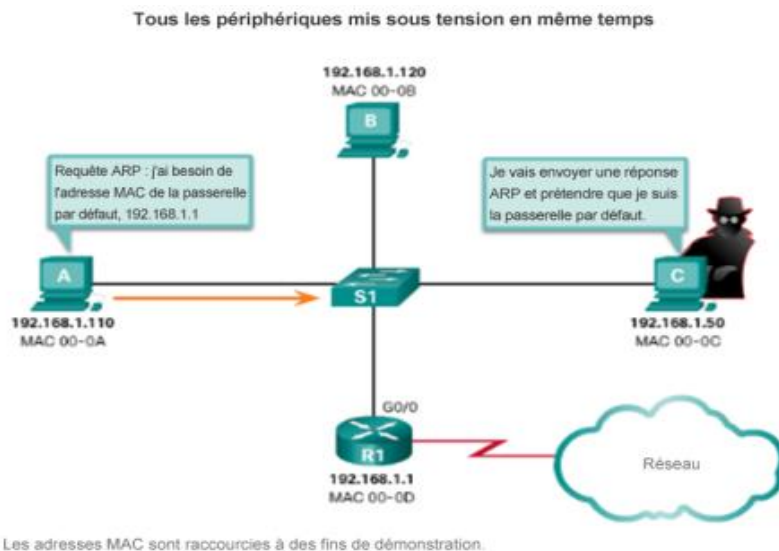 Tous les périphériques mis sous tension en même temps
192.168.1.120
MAC 00-0B
B
Requête ARP : j'ai besoin de
l'adresse MAC de la passerelle
par défaut, 192.168.1.1
Je vais envoyer une réponse
ARP et prétendre que je suis
la passerelle par défaut.
A
S1
C
192.168.1.110
MAC 00-0A
192.168.1.50
MAC 00-0C
G0/0
R1
Réseau
192.168.1.1
MAC 00-0D
Les adresses MAC sont raccourcies à des fins de démonstration.